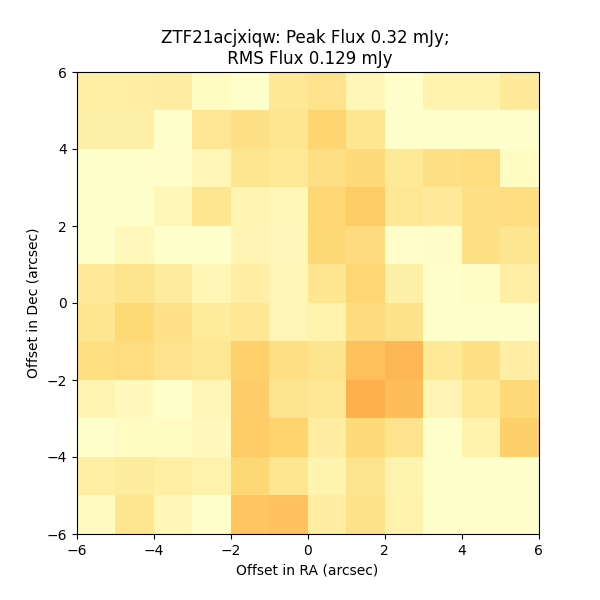 ZTF21acjxiqw: Peak Flux 0.32 mJy;
RMS Flux 0.129 mJy
6
4
2
0
−2
−4
−6
Offset in Dec (arcsec)
−6 −4 −2 0 2 4 6
Offset in RA (arcsec)